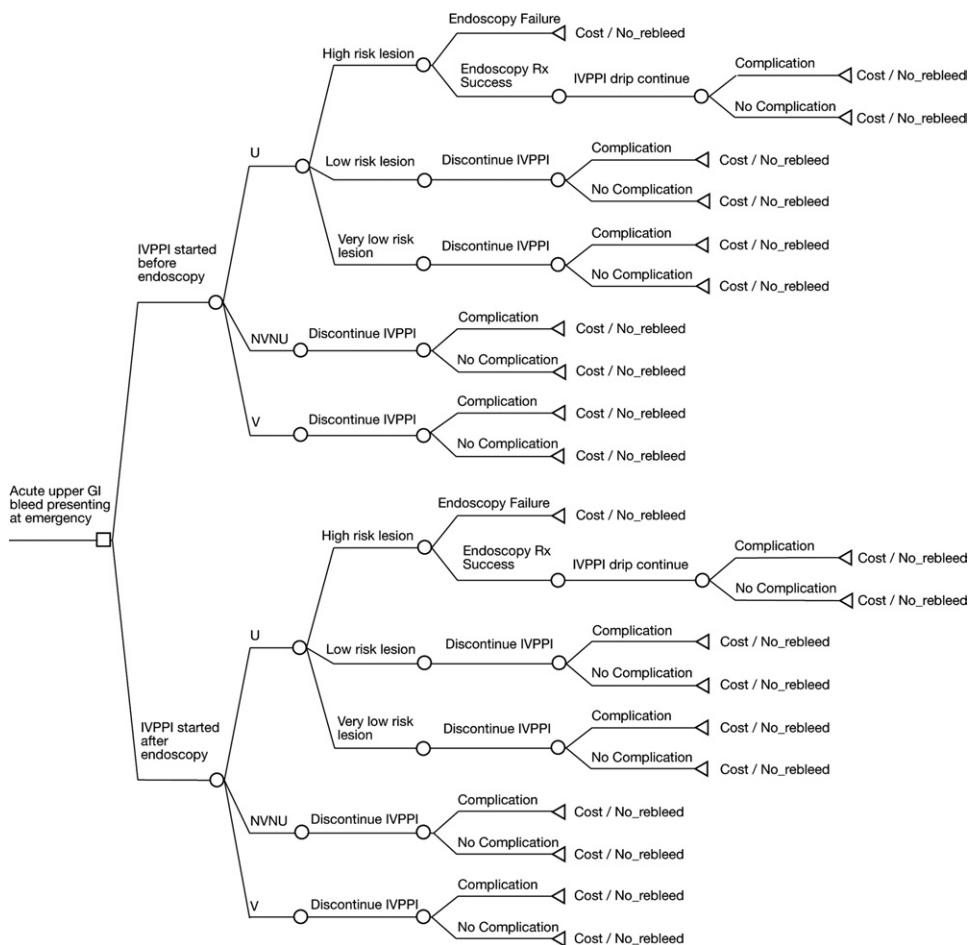 Endoscopy Failure
Cost / No_rebleed
High risk lesion
Endoscopy Rx
Success
IVPPI drip continue
Complication
Cost / No_rebleed
No Complication
Cost / No_rebleed
U
Low risk lesion
Discontinue IVPPI
Complication
Cost / No_rebleed
No Complication
Cost / No_rebleed
Very low risk
lesion
Discontinue IVPPI
Complication
Cost / No_rebleed
No Complication
Cost / No_rebleed
IVPPI started
before
endoscopy
NVNU
Discontinue IVPPI
Complication
Cost / No_rebleed
No Complication
Cost / No_rebleed
V
Discontinue IVPPI
Complication
Cost / No_rebleed
No Complication
Cost / No_rebleed
Acute upper GI
bleed presenting
at emergency
Endoscopy Failure
Cost / No_rebleed
High risk lesion
Endoscopy Rx
Success
IVPPI drip continue
Complication
Cost / No_rebleed
No Complication
Cost / No_rebleed
U
Low risk lesion
Discontinue IVPPI
Complication
Cost / No_rebleed
No Complication
Cost / No_rebleed
Very low risk
lesion
Discontinue IVPPI
Complication
Cost / No_rebleed
No Complication
Cost / No_rebleed
IVPPI started
after
endoscopy
NVNU
Discontinue IVPPI
Complication
Cost / No_rebleed
No Complication
Cost / No_rebleed
V
Discontinue IVPPI
Complication
Cost / No_rebleed
No Complication
Cost / No_rebleed